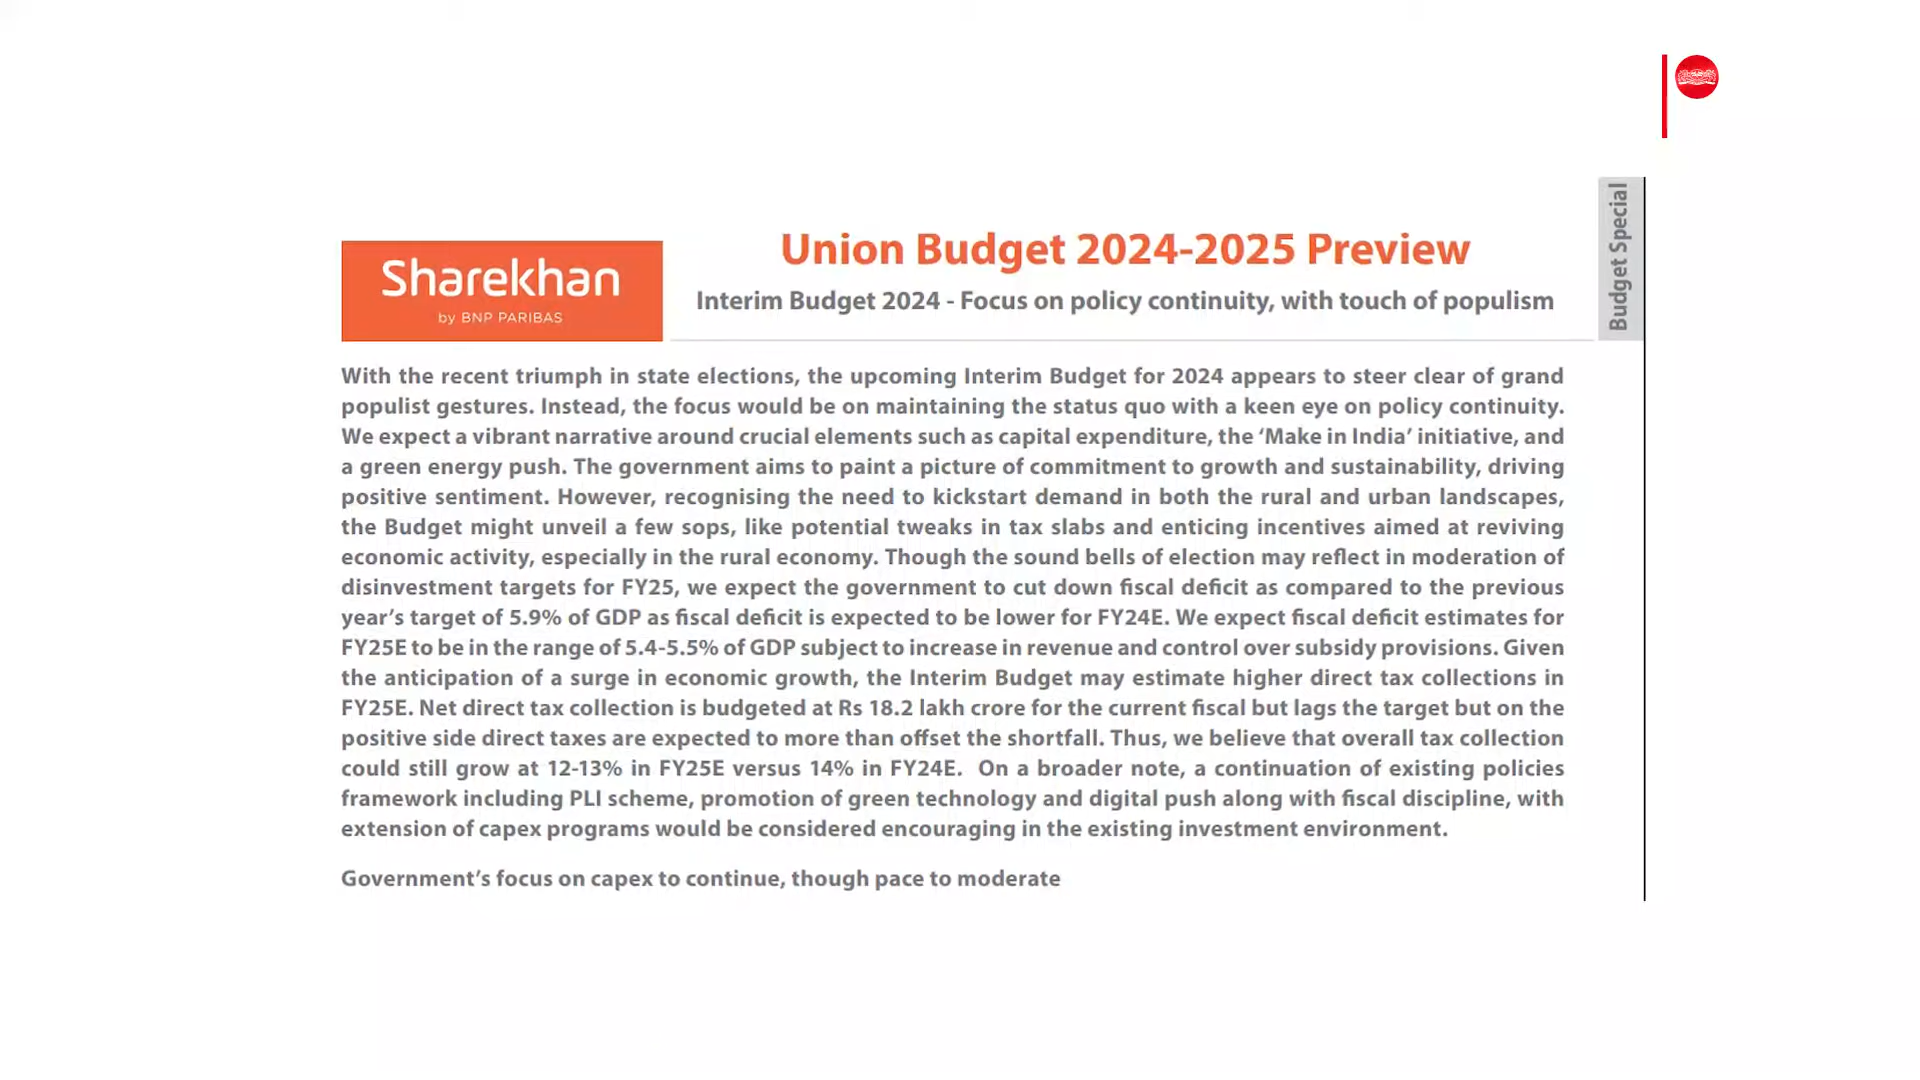 Budget Special
Union Budget 2024-2025 Preview
Sharekhan
by BNP PARIBAS
Interim Budget 2024 - Focus on policy continuity, with touch of populism
With the recent triumph in state elections, the upcoming Interim Budget for 2024 appears to steer clear of grand
populist gestures. Instead, the focus would be on maintaining the status quo with a keen eye on policy continuity.
We expect a vibrant narrative around crucial elements such as capital expenditure, the ‘Make in India’ initiative, and
a green energy push. The government aims to paint a picture of commitment to growth and sustainability, driving
positive sentiment. However, recognising the need to kickstart demand in both the rural and urban landscapes,
the Budget might unveil a few sops, like potential tweaks in tax slabs and enticing incentives aimed at reviving
economic activity, especially in the rural economy. Though the sound bells of election may reflect in moderation of
disinvestment targets for FY25, we expect the government to cut down fiscal deficit as compared to the previous
year’s target of 5.9% of GDP as fiscal deficit is expected to be lower for FY24E. We expect fiscal deficit estimates for
FY25E to be in the range of 5.4-5.5% of GDP subject to increase in revenue and control over subsidy provisions. Given
the anticipation of a surge in economic growth, the Interim Budget may estimate higher direct tax collections in
FY25E. Net direct tax collection is budgeted at Rs 18.2 lakh crore for the current fiscal but lags the target but on the
positive side direct taxes are expected to more than offset the shortfall. Thus, we believe that overall tax collection
could still grow at 12-13% in FY25E versus 14% in FY24E. On a broader note, a continuation of existing policies
framework including PLI scheme, promotion of green technology and digital push along with fiscal discipline, with
extension of capex programs would be considered encouraging in the existing investment environment.
Government’s focus on capex to continue, though pace to moderate